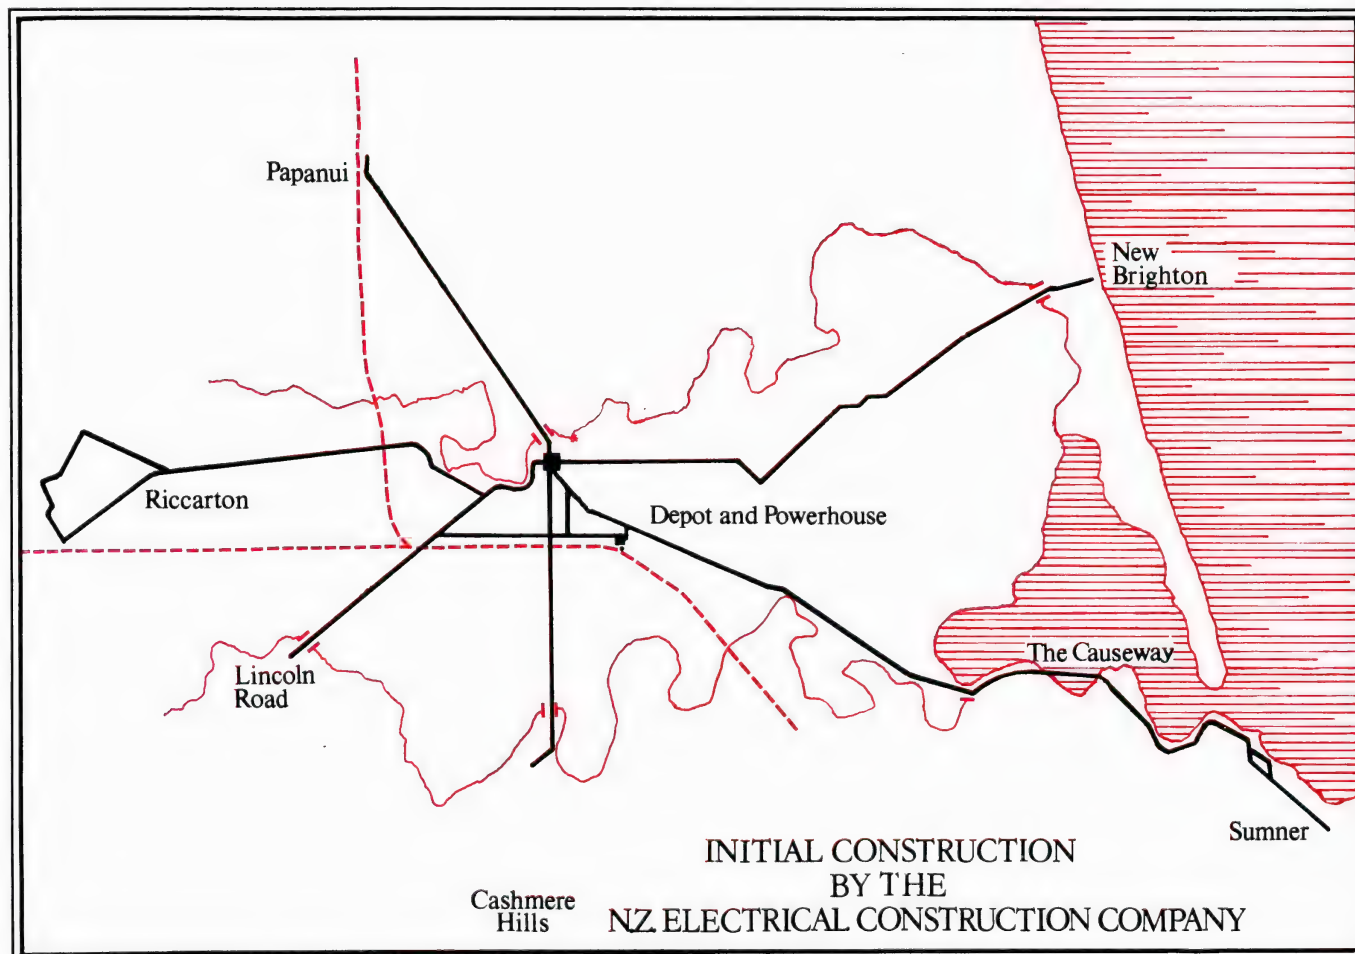 Papanui
New
Brighton
Riccarton
Depot and Powerhouse
The Causeway
Lincoln
Road
Sumner
Cashmere
Hills
INITIAL CONSTRUCTION
BY THE
N.Z. ELECTRICAL CONSTRUCTION COMPANY